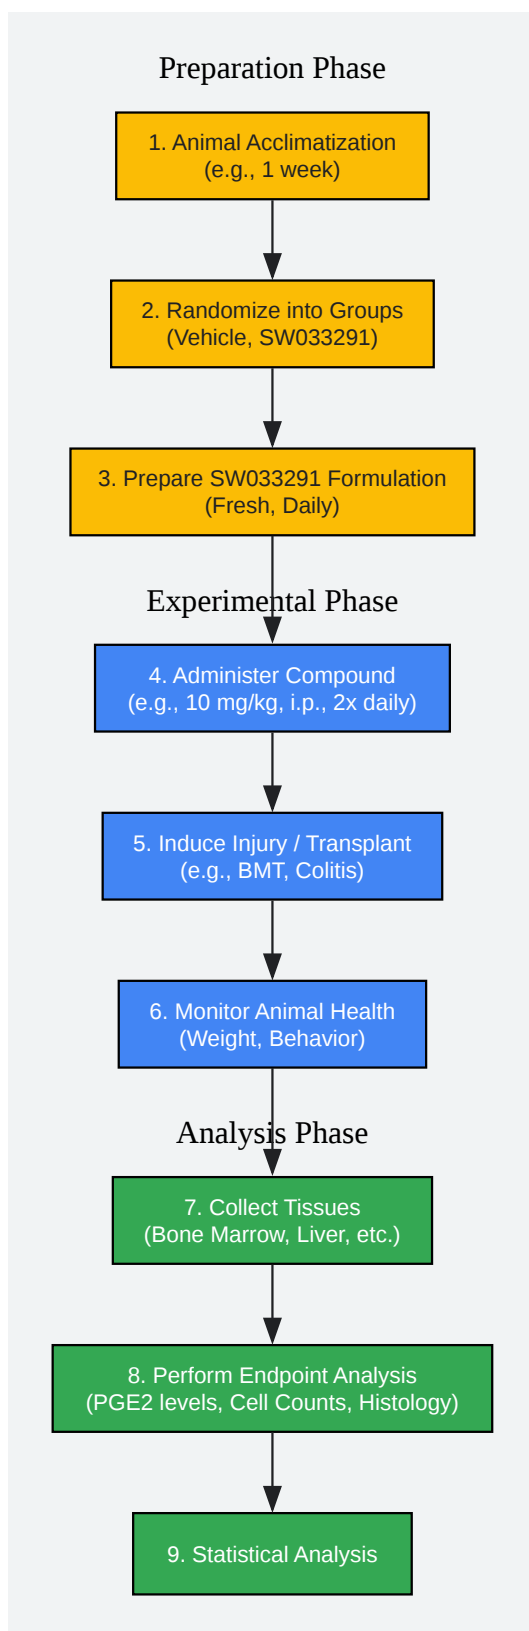 Preparation Phase
1. Animal Acclimatization
(e.g., 1 week)
2. Randomize into Groups
(Vehicle, SW033291)
3. Prepare SW033291 Formulation
(Fresh, Daily)
Experimental Phase
4. Administer Compound
(e.g., 10 mg/kg, i.p., 2x daily)
5. Induce Injury / Transplant
(e.g., BMT, Colitis)
6. Monitor Animal Health
(Weight, Behavior)
Analysis Phase
7. Collect Tissues
(Bone Marrow, Liver, etc.)
8. Perform Endpoint Analysis
(PGE2 levels, Cell Counts, Histology)
9. Statistical Analysis